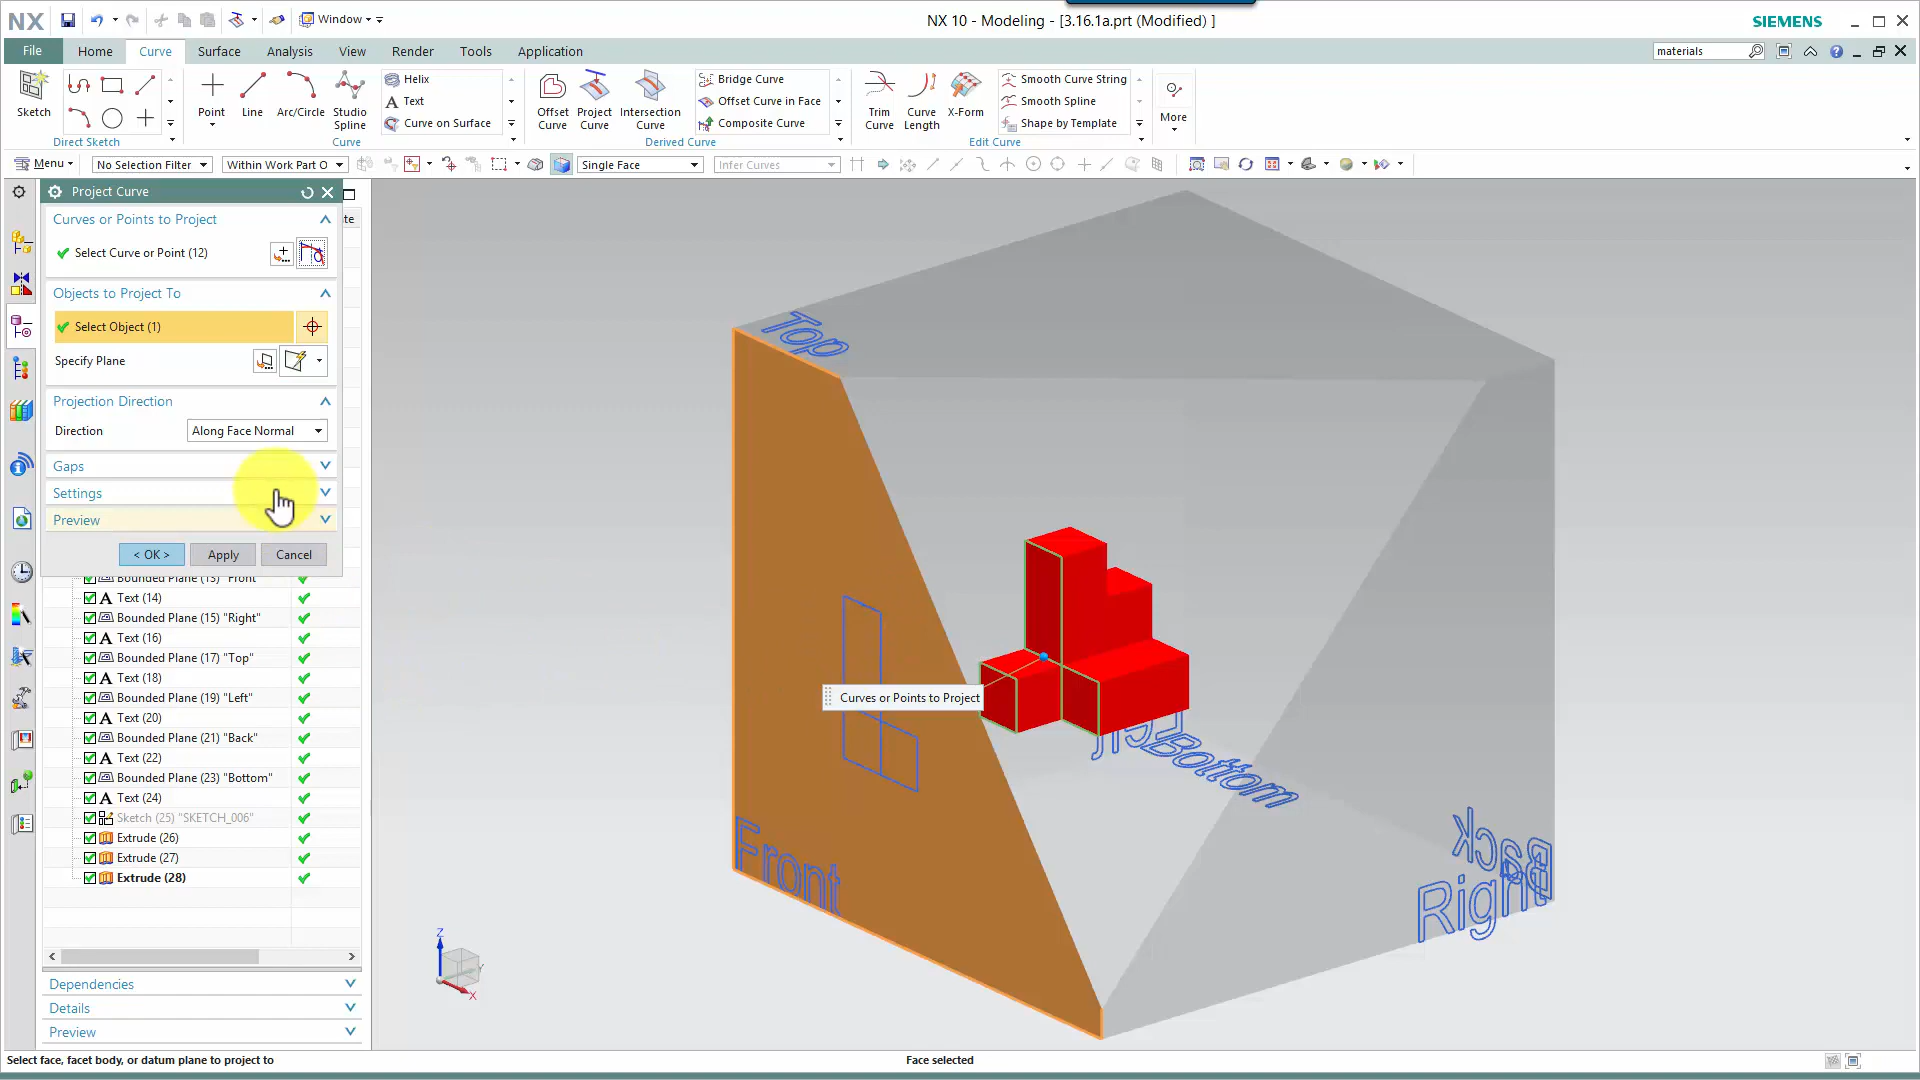 NX
Window
NX 10 - Modeling - [3.16.1a.prt (Modified) ]
SIEMENS
File
Home
Curve
Surface
Analysis
View
Render
Tools
Application
materials
Sketch
Direct Sketch
Point
Line
Arc/Circle
Studio Spline
Helix
Text
Curve on Surface
Curve
Offset Curve
Project Curve
Intersection Curve
Bridge Curve
Offset Curve in Face
Composite Curve
Derived Curve
Trim Curve
Curve Length
X-Form
Smooth Curve String
Smooth Spline
Shape by Template
Edit Curve
More
Menu
No Selection Filter
Within Work Part O
Single Face
Infer Curves
Project Curve
Curves or Points to Project
Select Curve or Point (12)
Objects to Project To
Select Object (1)
Specify Plane
Projection Direction
Direction
Along Face Normal
Gaps
Settings
Preview
< OK >
Apply
Cancel
te
Bounded Plane (13) "Front"
Text (14)
Bounded Plane (15) "Right"
Text (16)
Bounded Plane (17) "Top"
Text (18)
Bounded Plane (19) "Left"
Text (20)
Bounded Plane (21) "Back"
Text (22)
Bounded Plane (23) "Bottom"
Text (24)
Sketch (25) "SKETCH_006"
Extrude (26)
Extrude (27)
Extrude (28)
Dependencies
Details
Preview
Top
Curves or Points to Project
Left
Bottom
Front
Back
Right
Z
Y
X
Select face, facet body, or datum plane to project to
Face selected